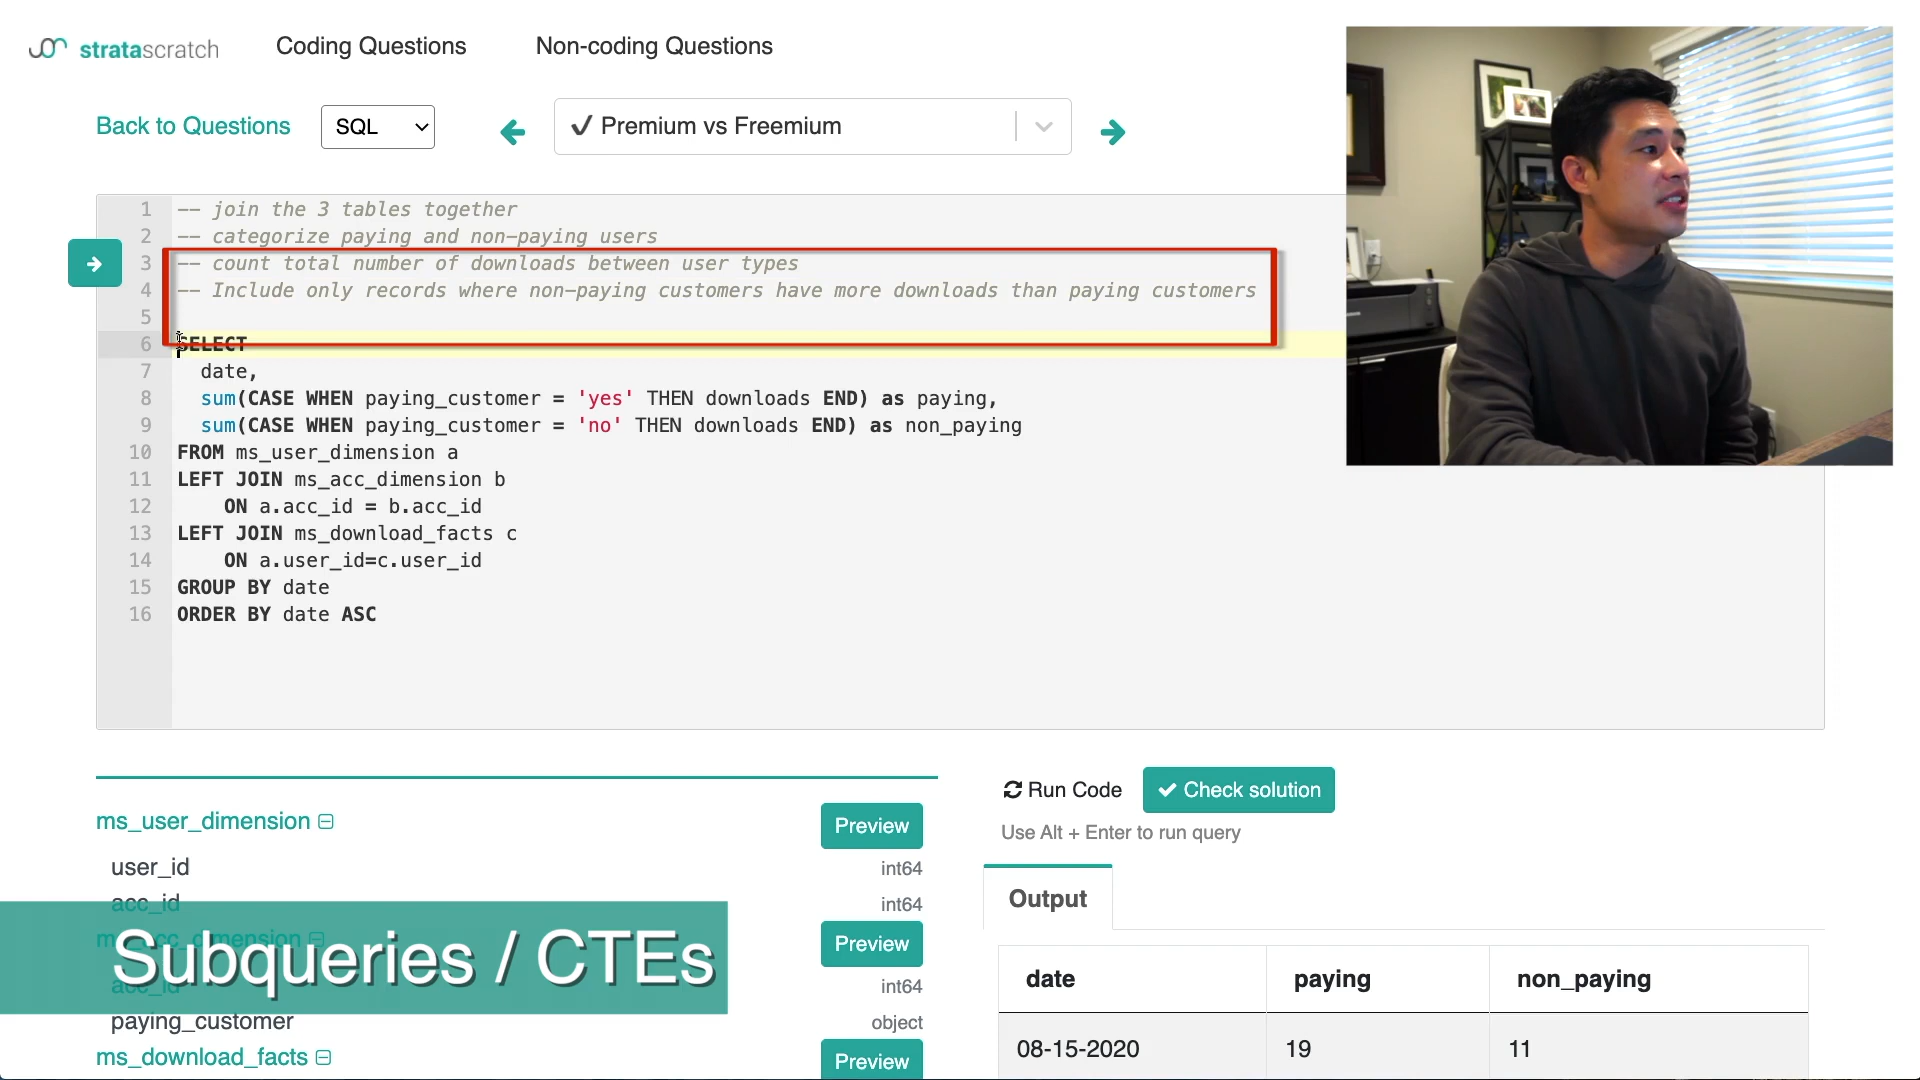 stratascratch
Coding Questions
Non-coding Questions
Back to Questions
SQL
✓ Premium vs Freemium
1 -- join the 3 tables together
2 -- categorize paying and non-paying users
3 -- count total number of downloads between user types
4 -- Include only records where non-paying customers have more downloads than paying customers
5
6 SELECT
7 date,
8 sum(CASE WHEN paying_customer = 'yes' THEN downloads END) as paying,
9 sum(CASE WHEN paying_customer = 'no' THEN downloads END) as non_paying
10 FROM ms_user_dimension a
11 LEFT JOIN ms_acc_dimension b
12 ON a.acc_id = b.acc_id
13 LEFT JOIN ms_download_facts c
14 ON a.user_id=c.user_id
15 GROUP BY date
16 ORDER BY date ASC
ms_user_dimension
Preview
user_id int64
acc_id int64
ms_acc_dimension
Preview
acc_id int64
paying_customer object
ms_download_facts
Preview
Subqueries / CTEs
Run Code
Check solution
Use Alt + Enter to run query
Output
date paying non_paying
08-15-2020 19 11